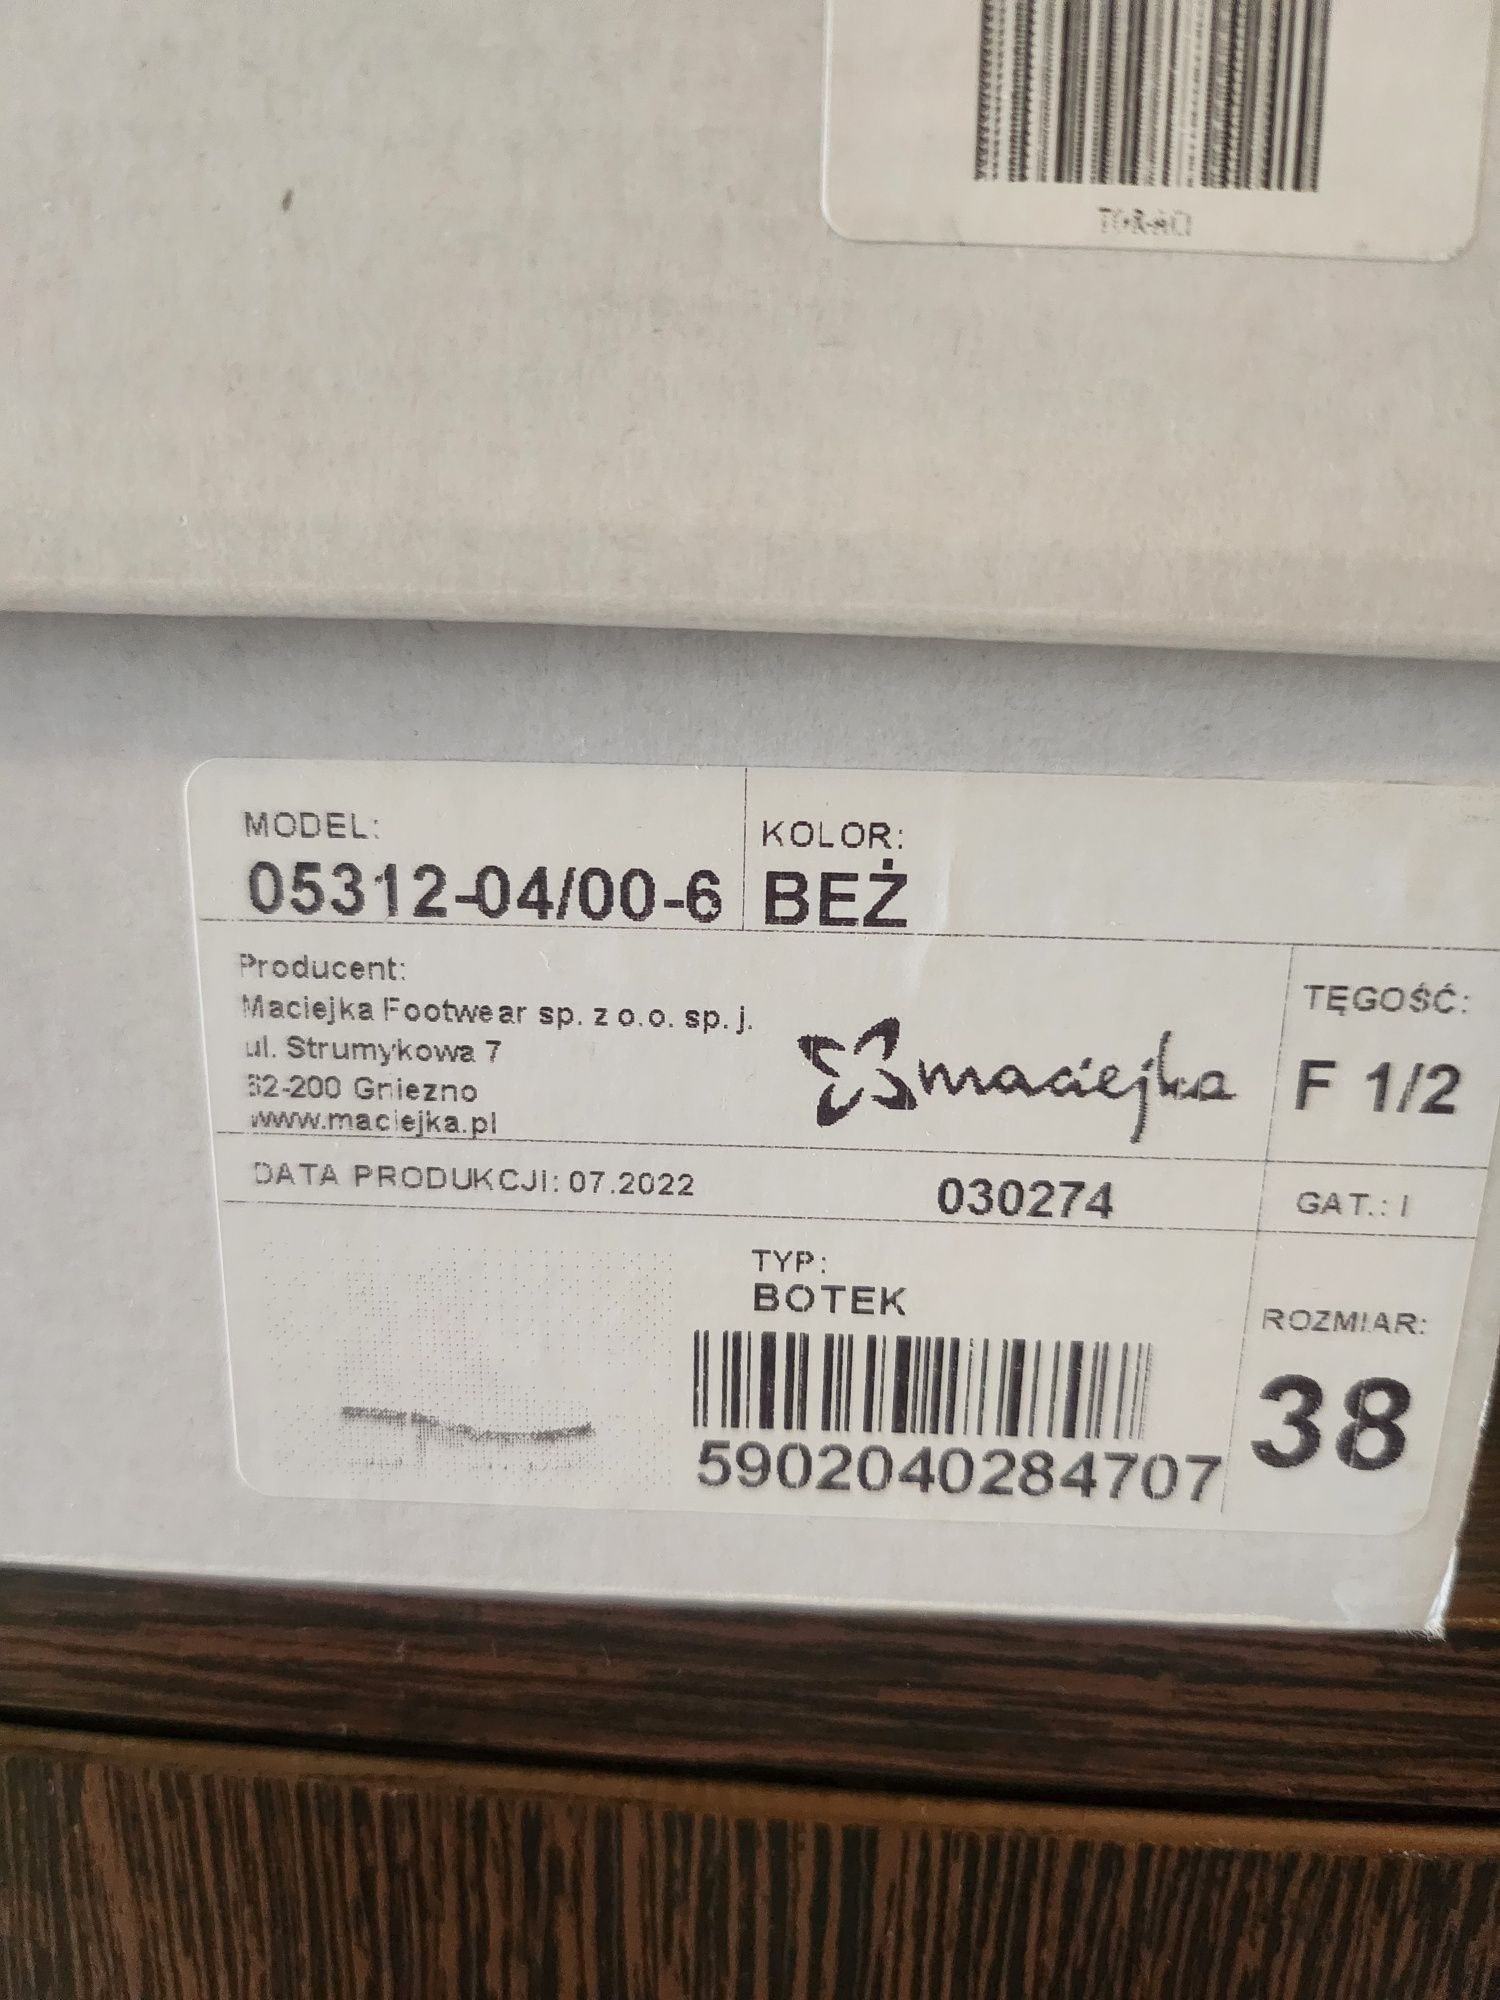 MODEL:
05312-04/00-6
KOLOR:
BEŻ
Producent:
Maciejka Footwear sp. z o.o. sp. j.
ul. Strumykowa 7
62-200 Gniezno
www.maciejka.pl
maciejka
TĘGOŚĆ:
F 1/2
DATA PRODUKCJI: 07.2022
030274
GAT.: I
TYP:
BOTEK
5902040284707
ROZMIAR:
38